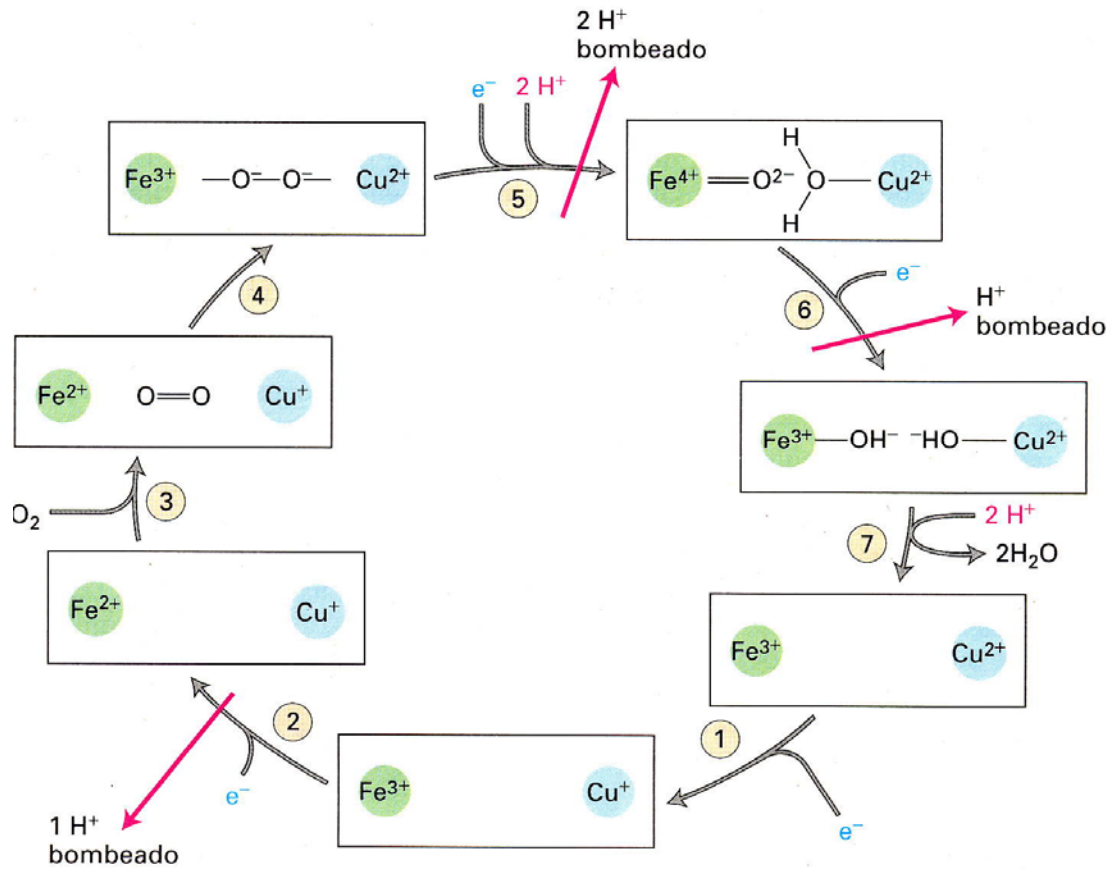 2 H⁺
bombeado
e⁻ 2 H⁺
Fe³⁺ —O⁻—O⁻— Cu²⁺
5
H
Fe⁴⁺ ═ O²⁻ O — Cu²⁺
H
4
6
e⁻
H⁺
bombeado
Fe²⁺ O═O Cu⁺
Fe³⁺—OH⁻ ⁻HO—Cu²⁺
O₂
3
7
2 H⁺
2H₂O
Fe²⁺ Cu⁺
Fe³⁺ Cu²⁺
2
1
e⁻
Fe³⁺ Cu⁺
e⁻
1 H⁺
bombeado